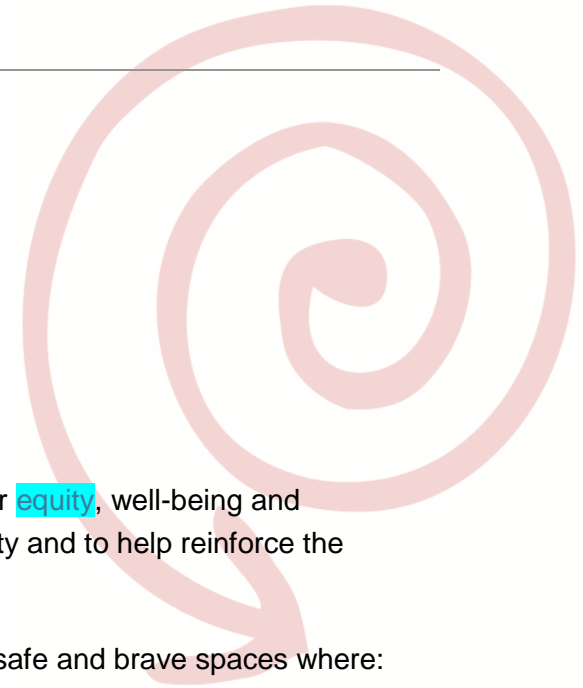 r equity, well-being and
ty and to help reinforce the
safe and brave spaces where: